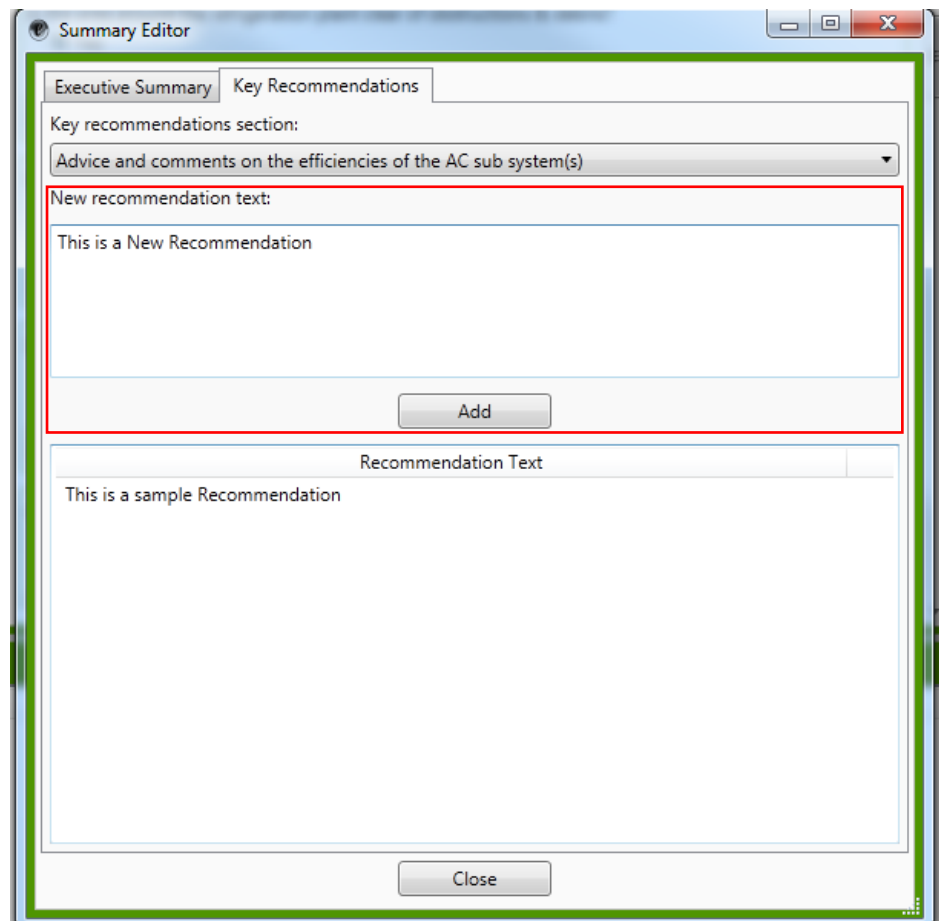 Summary Editor
Executive Summary Key Recommendations
Key recommendations section:
Advice and comments on the efficiencies of the AC sub system(s)
New recommendation text:
This is a New Recommendation
Add
Recommendation Text
This is a sample Recommendation
Close